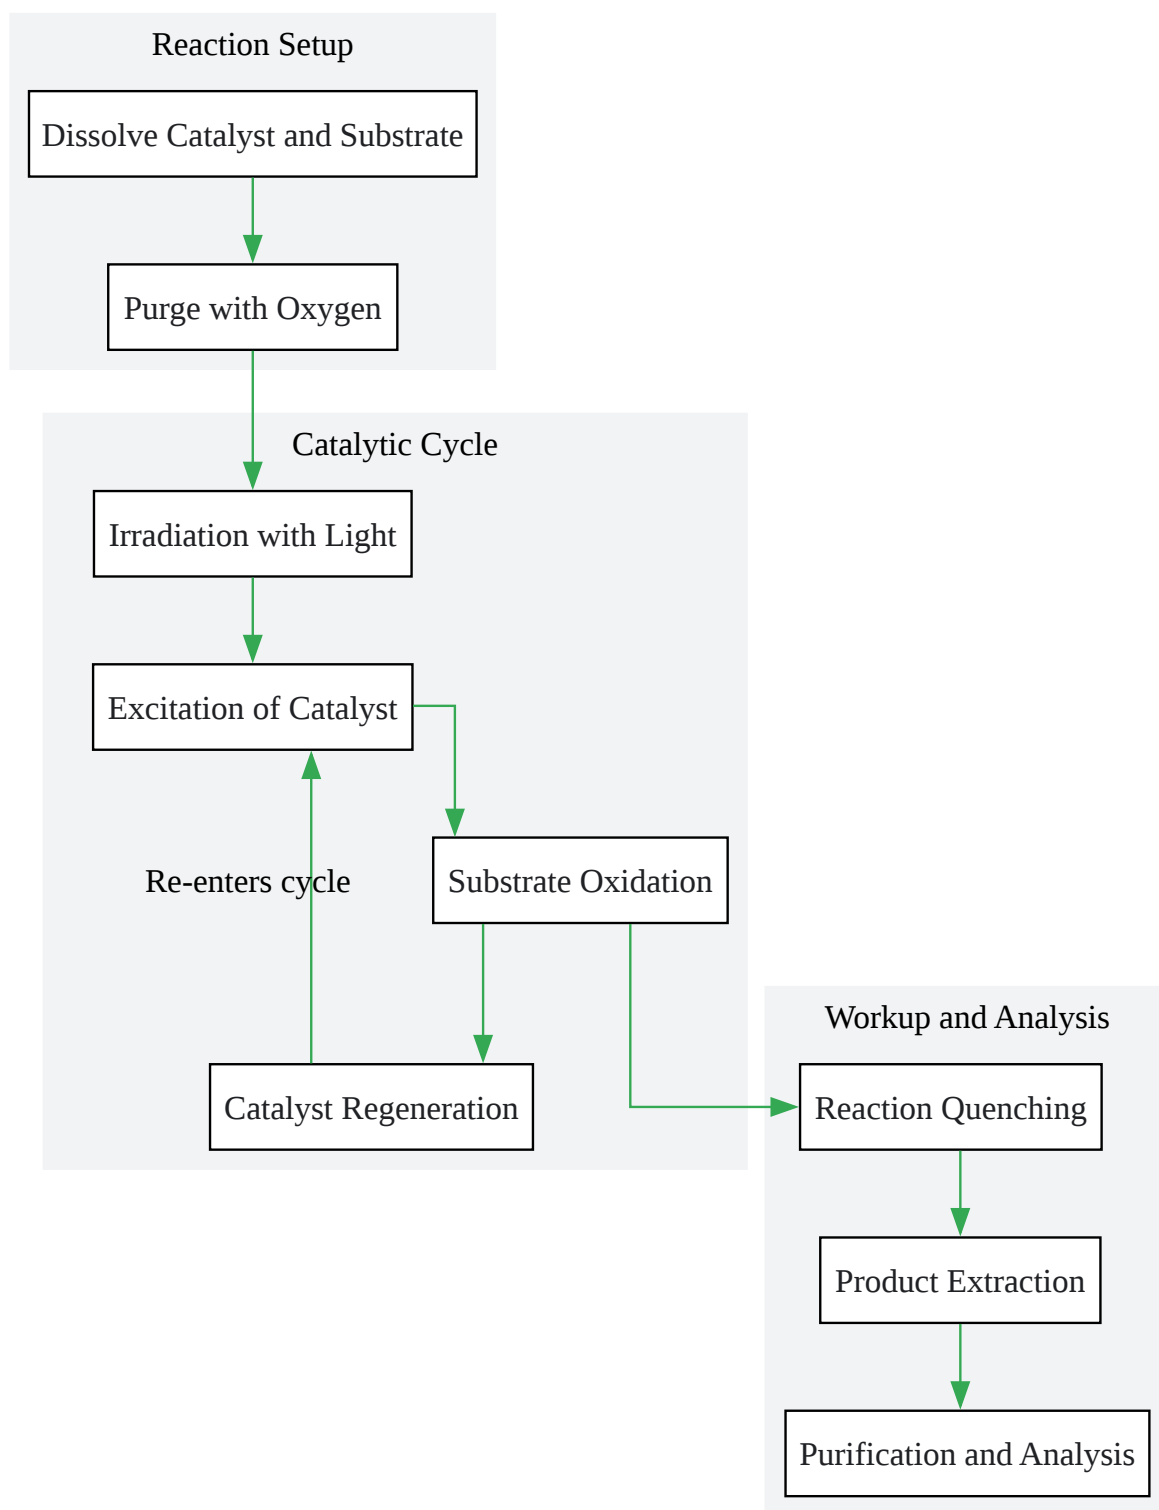 Reaction Setup
Dissolve Catalyst and Substrate
Purge with Oxygen
Catalytic Cycle
Irradiation with Light
Excitation of Catalyst
Re-enters cycle
Substrate Oxidation
Catalyst Regeneration
Workup and Analysis
Reaction Quenching
Product Extraction
Purification and Analysis